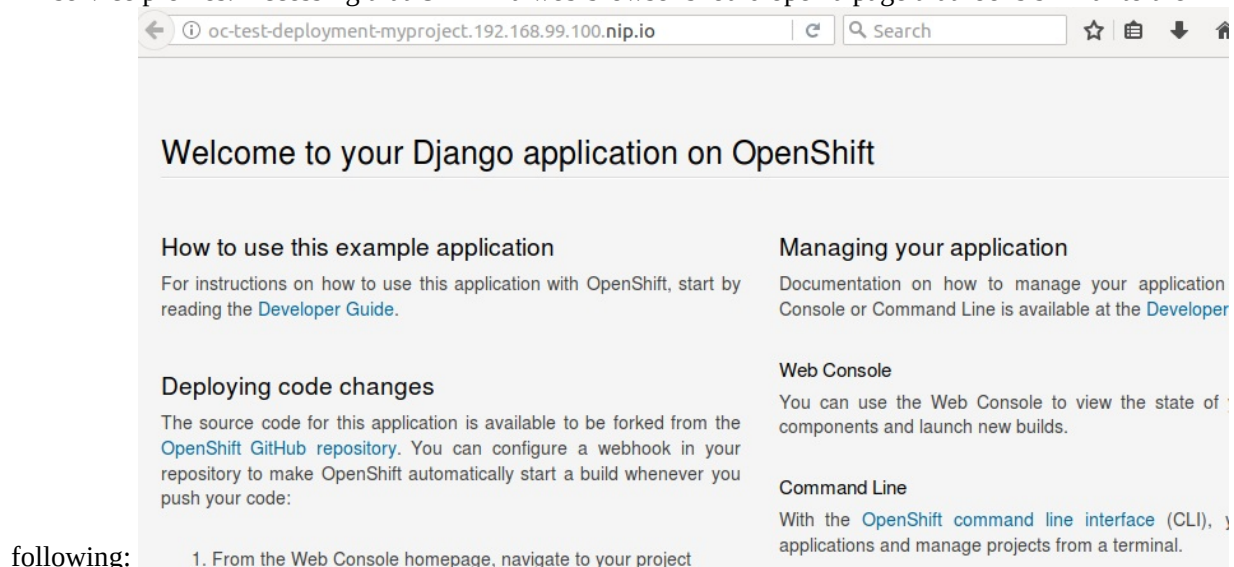 oc-test-deployment-myproject.192.168.99.100.nip.io
Search
Welcome to your Django application on OpenShift
How to use this example application
For instructions on how to use this application with OpenShift, start by
reading the Developer Guide.
Deploying code changes
The source code for this application is available to be forked from the
OpenShift GitHub repository. You can configure a webhook in your
repository to make OpenShift automatically start a build whenever you
push your code:
1. From the Web Console homepage, navigate to your project
Managing your application
Documentation on how to manage your application
Console or Command Line is available at the Developer
Web Console
You can use the Web Console to view the state of
components and launch new builds.
Command Line
With the OpenShift command line interface (CLI),
applications and manage projects from a terminal.
following: